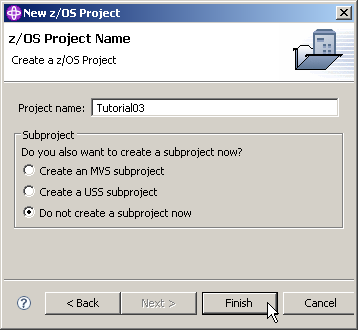 New z/OS Project
z/OS Project Name
Create a z/OS Project
Project name: Tutorial03
Subproject
Do you also want to create a subproject now?
Create an MVS subproject
Create a USS subproject
Do not create a subproject now
? < Back Next > Finish Cancel